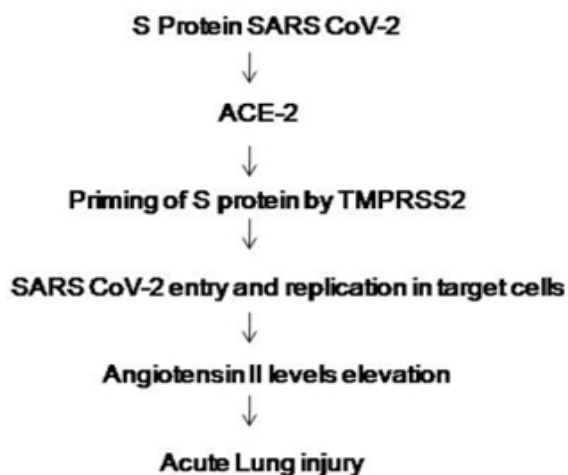 S Protein SARS CoV-2
ACE-2
Priming of S protein by TMPRSS2
SARS CoV-2 entry and replication in target cells
Angiotensin II levels elevation
Acute Lung injury